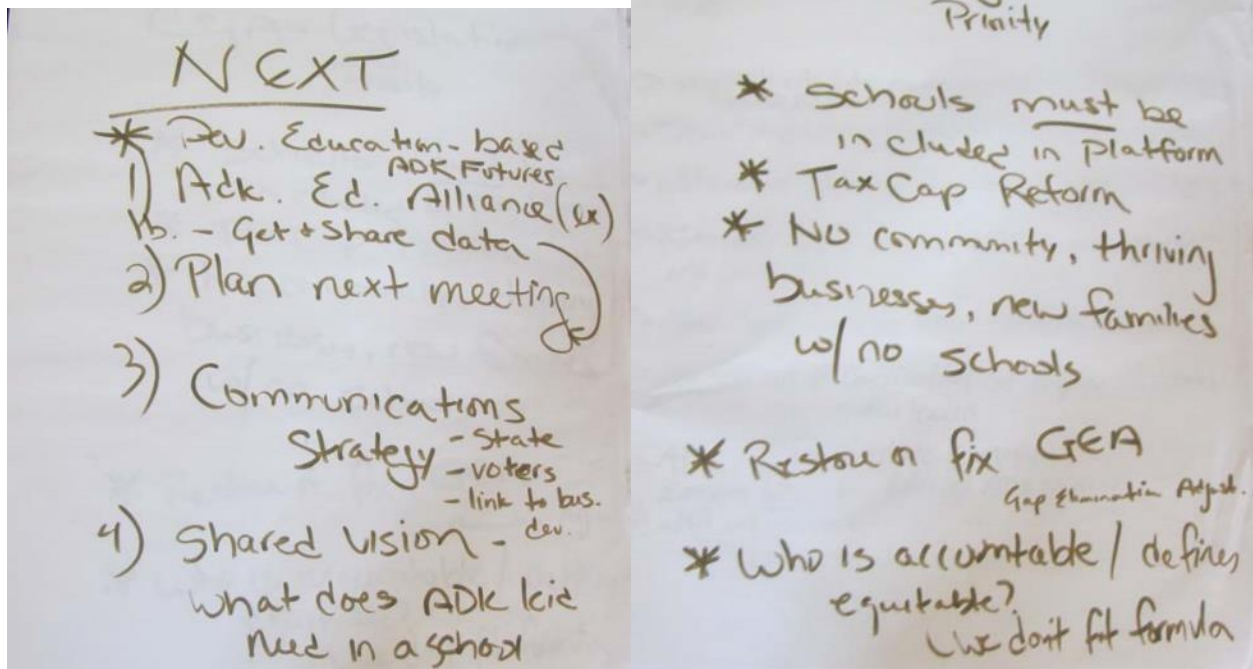 NEXT
* Dev. Education-based
ADK Futures
1) Adk. Ed. Alliance (ex)
1b. - Get + Share data
2) Plan next meeting
3) Communications
Strategy - State
- voters
- link to bus.
dev.
4) Shared Vision -
what does ADK kid
need in a school
Priority
* Schools must be
included in Platform
* Tax Cap Reform
* No community, thriving
businesses, new families
w/ no schools
* Restore or fix GEA
Gap Elimination Adjust.
* Who is accountable / defines
equitable?
We don't fit formula